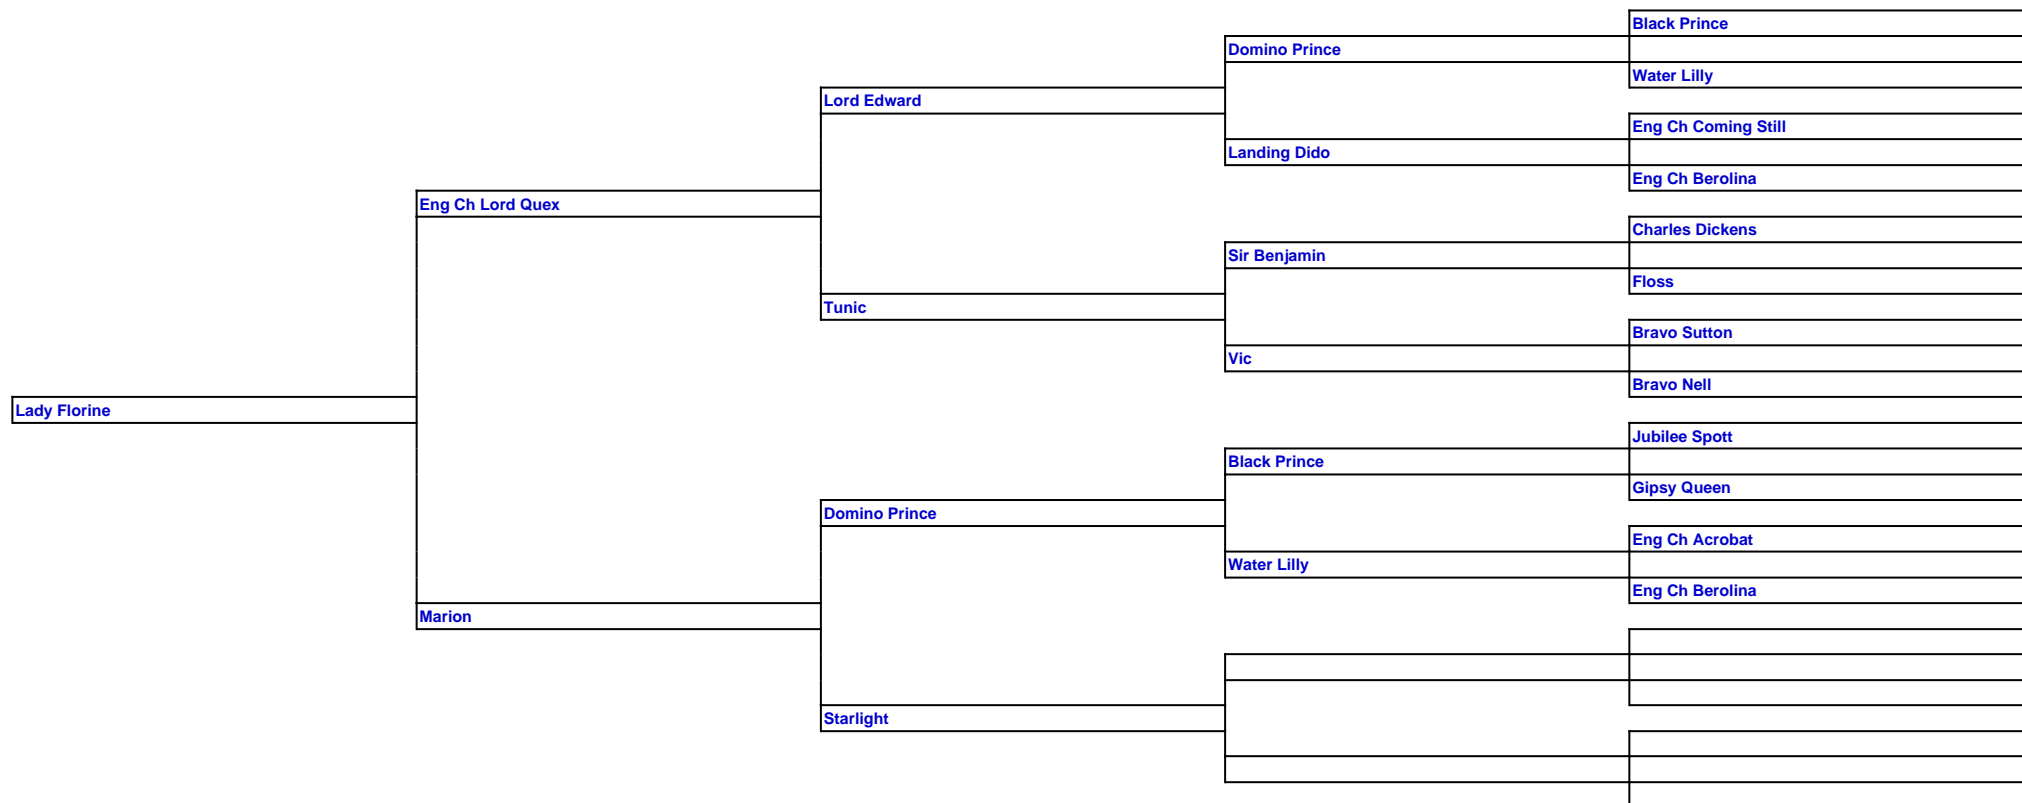 Black Prince
Domino Prince
Water Lilly
Lord Edward
Eng Ch Coming Still
Landing Dido
Eng Ch Berolina
Eng Ch Lord Quex
Charles Dickens
Sir Benjamin
Floss
Tunic
Bravo Sutton
Vic
Bravo Nell
Lady Florine
Jubilee Spott
Black Prince
Gipsy Queen
Domino Prince
Eng Ch Acrobat
Water Lilly
Eng Ch Berolina
Marion
Starlight